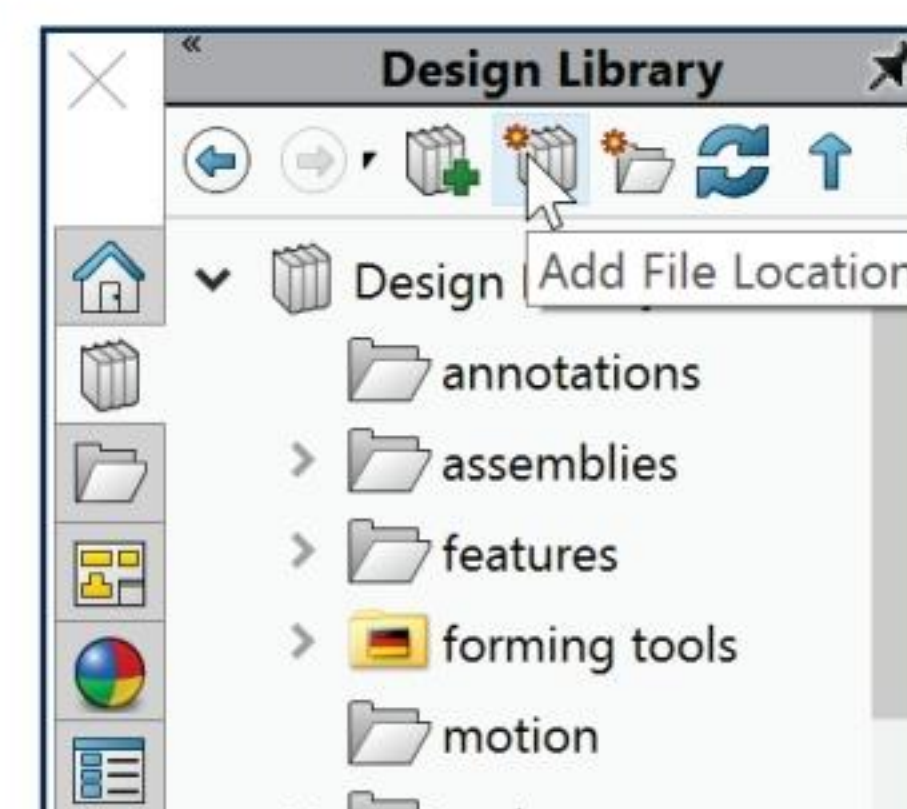 Design Library
Design
Add File Location
annotations
assemblies
features
forming tools
motion